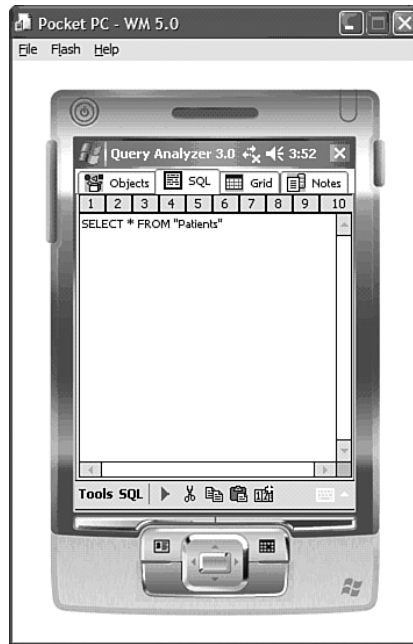 Pocket PC - WM 5.0
File Flash Help
Query Analyzer 3.0 3:52
Objects SQL Grid Notes
1 2 3 4 5 6 7 8 9 10
SELECT * FROM "Patients"
Tools SQL